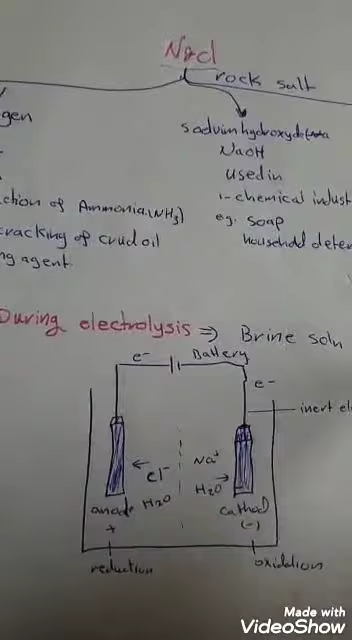 Nacl
rock salt
gen
sodium hydroxyde
NaOH
used in
1- chemical indust
eg. soap
household deter
ction of Ammonia (NH3)
cracking of crud oil
ng agent
During electrolysis ⇒ Brine soln
e- Battery
e-
inert el
cl- Na+
H2O H2O
anode cathod
+ (-)
reduction oxidation
Made with
VideoShow